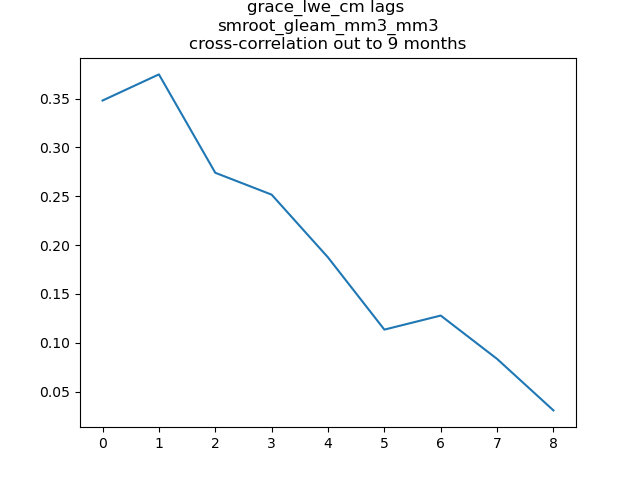 grace_lwe_cm lags
smroot_gleam_mm3_mm3
cross-correlation out to 9 months
0.35
0.30
0.25
0.20
0.15
0.10
0.05
0 1 2 3 4 5 6 7 8